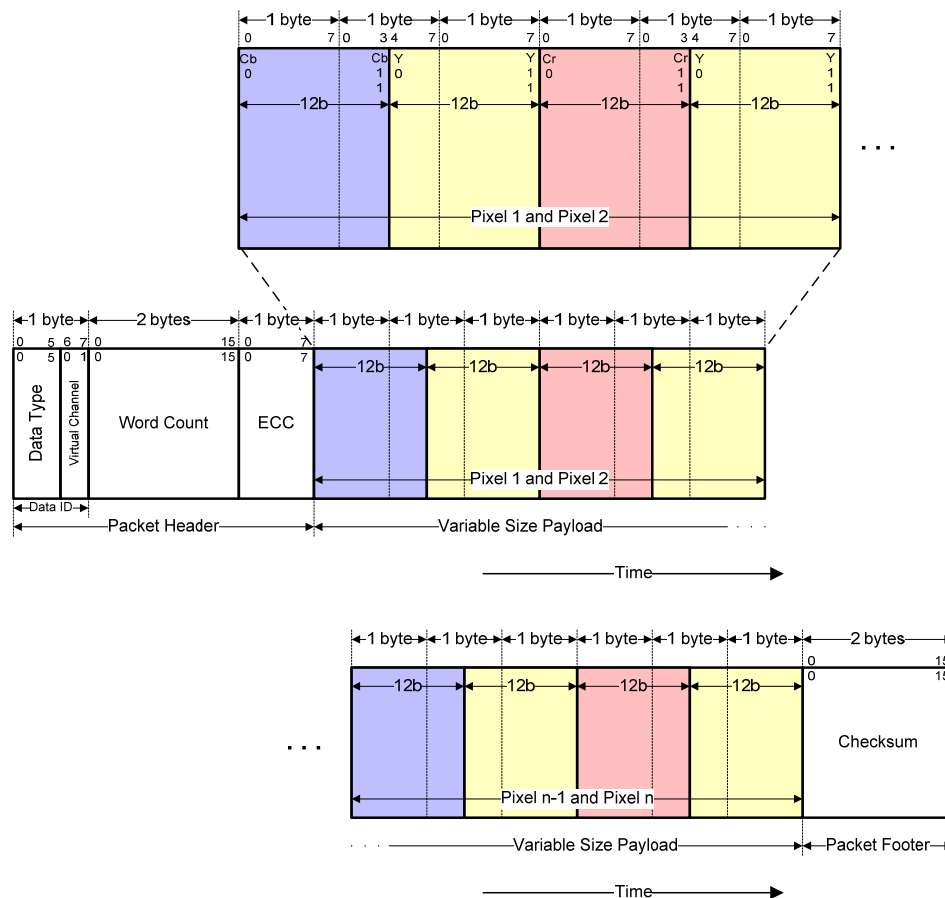 1 byte 1 byte 1 byte 1 byte 1 byte 1 byte
0 7 0 3 4 7 0 7 0 7 0 3 4 7 0 7
Cb Cb Y Y Cr Cr Y Y
0 1 0 1 0 1 0 1
1 1 1 1
12b 12b 12b 12b
. . .
Pixel 1 and Pixel 2
1 byte 2 bytes 1 byte 1 byte 1 byte 1 byte 1 byte 1 byte 1 byte
0 5 6 7 0 15 0 7
0 5 0 1 0 15 0 7
12b 12b 12b 12b
Data Type Virtual Channel Word Count ECC
Pixel 1 and Pixel 2
Data ID
Packet Header Variable Size Payload . . .
Time
1 byte 1 byte 1 byte 1 byte 1 byte 1 byte 2 bytes
0 15
0 15
12b 12b 12b 12b
. . . Checksum
Pixel n-1 and Pixel n
. . . Variable Size Payload Packet Footer
Time